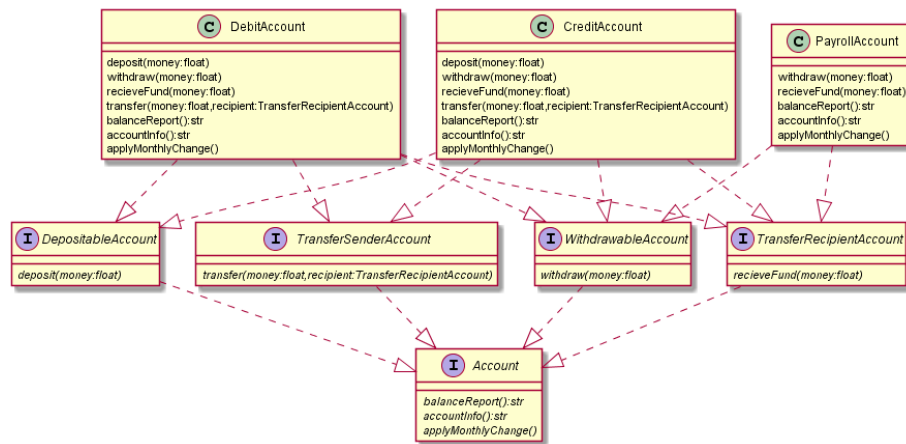 C DebitAccount
deposit(money:float)
withdraw(money:float)
recieveFund(money:float)
transfer(money:float,recipient:TransferRecipientAccount)
balanceReport():str
accountInfo():str
applyMonthlyChange()
C CreditAccount
deposit(money:float)
withdraw(money:float)
recieveFund(money:float)
transfer(money:float,recipient:TransferRecipientAccount)
balanceReport():str
accountInfo():str
applyMonthlyChange()
C PayrollAccount
withdraw(money:float)
recieveFund(money:float)
balanceReport():str
accountInfo():str
applyMonthlyChange()
I DepositableAccount
deposit(money:float)
I TransferSenderAccount
transfer(money:float,recipient:TransferRecipientAccount)
I WithdrawableAccount
withdraw(money:float)
I TransferRecipientAccount
recieveFund(money:float)
I Account
balanceReport():str
accountInfo():str
applyMonthlyChange()